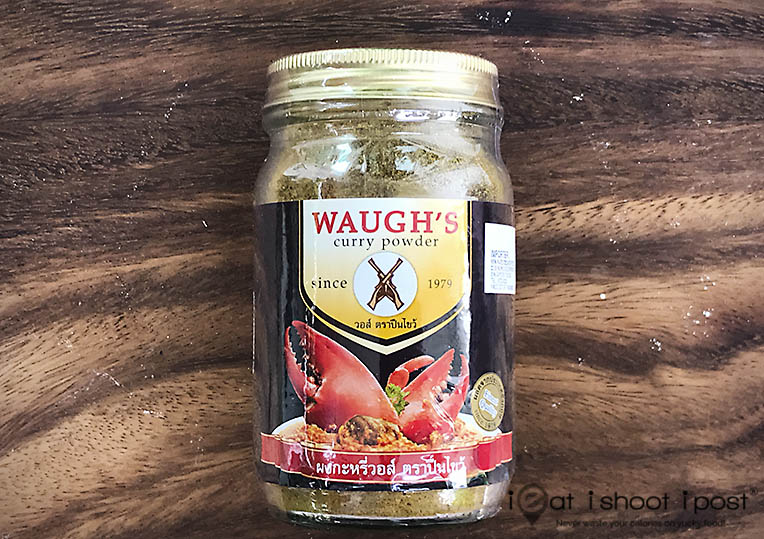 WAUGH'S
curry powder
since 1979
วอส์ ตราปืนไขว้
ผงกะหรี่วอส์ ตราปืนไขว้
ieat ishoot ipost®
Never waste your calories on yucky food!